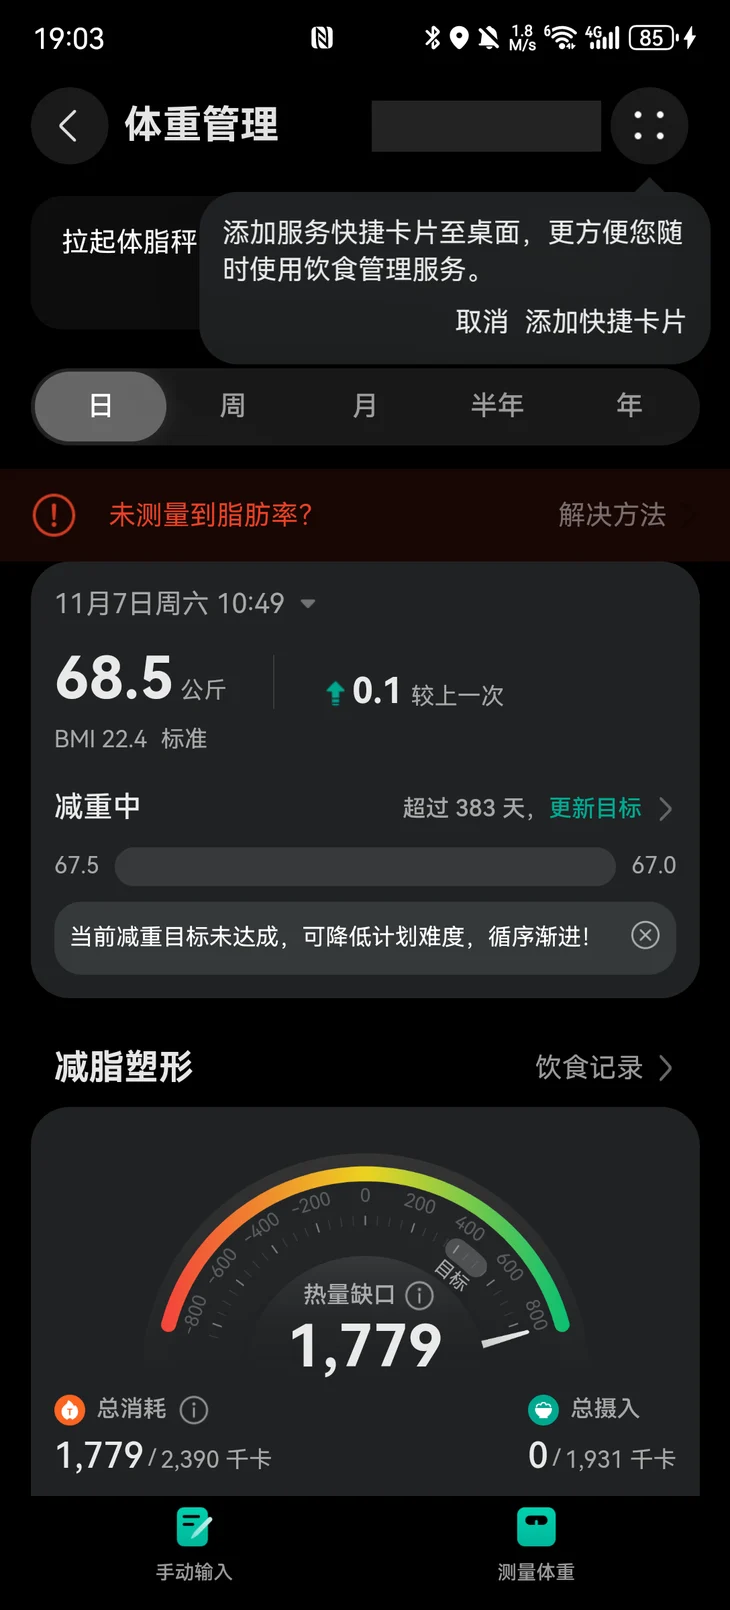 19:03
1.8 M/s 6 4G 85
体重管理
拉起体脂秤
添加服务快捷卡片至桌面，更方便您随
时使用饮食管理服务。
取消 添加快捷卡片
日 周 月 半年 年
未测量到脂肪率？ 解决方法
11月7日周六 10:49
68.5 公斤 0.1 较上一次
BMI 22.4 标准
减重中 超过 383 天，更新目标
67.5 67.0
当前减重目标未达成，可降低计划难度，循序渐进！
减脂塑形 饮食记录
-800 -600 -400 -200 0 200 400 600 800
目标
热量缺口
1,779
总消耗 总摄入
1,779/2,390 千卡 0/1,931 千卡
手动输入 测量体重